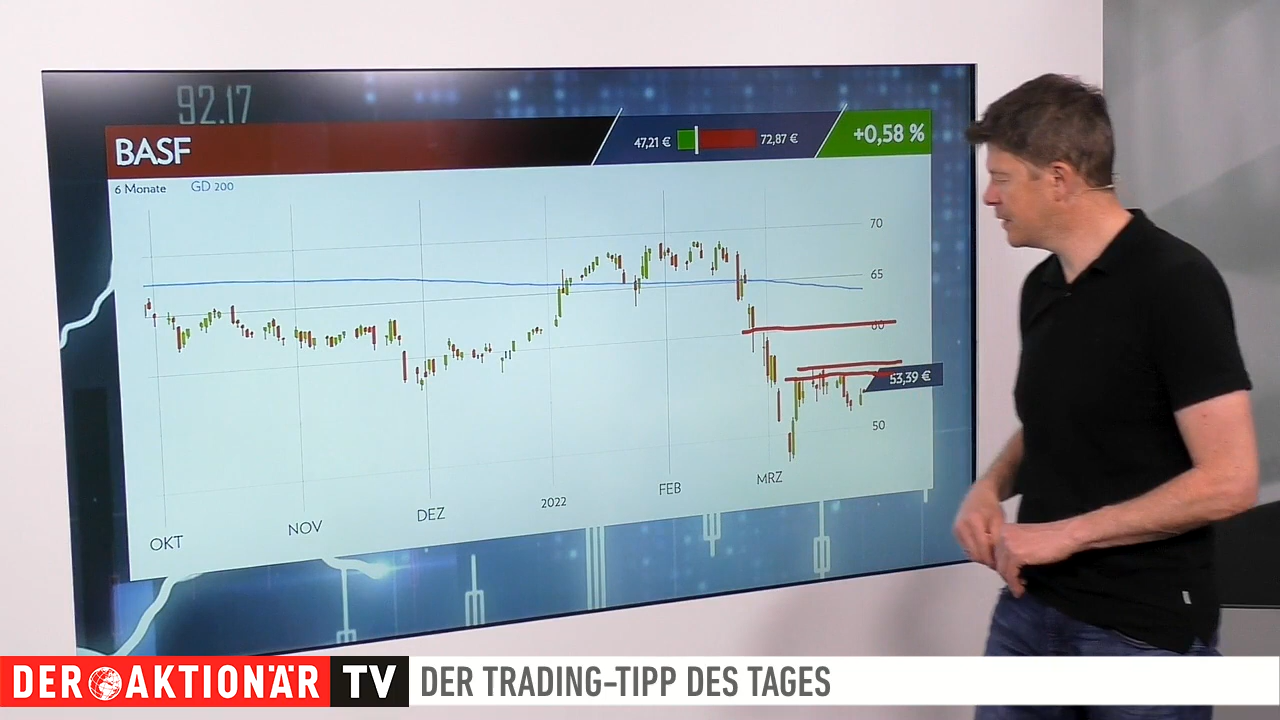 92.17
BASF
47,21 €
72,87 €
+0,58 %
6 Monate
GD 200
70
65
60
53,39 €
50
OKT
NOV
DEZ
2022
FEB
MRZ
DER AKTIONÄR TV
DER TRADING-TIPP DES TAGES